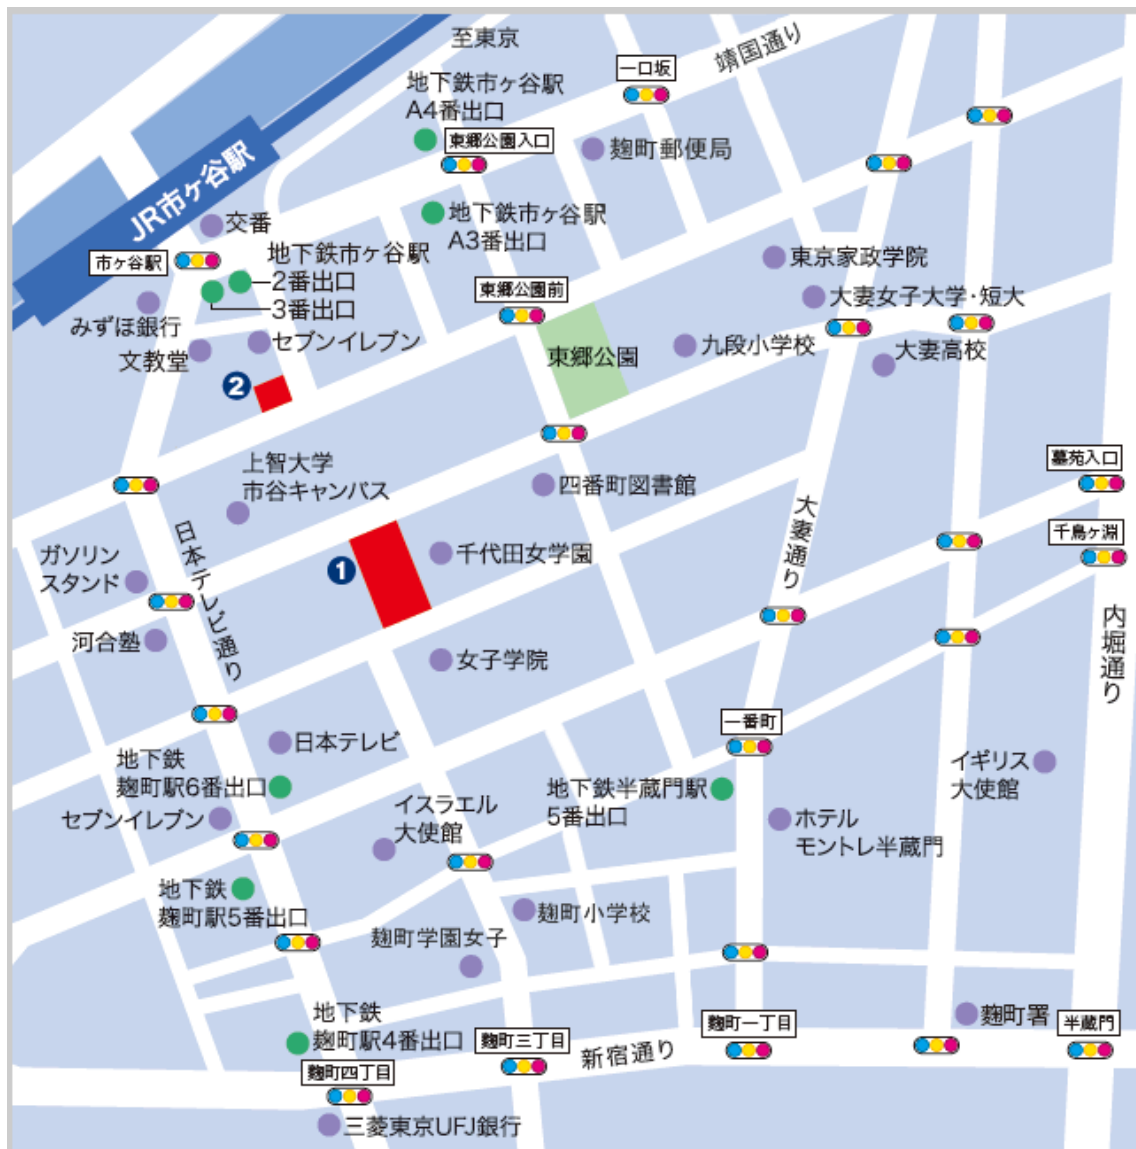 至東京
靖国通り
一口坂
地下鉄市ヶ谷駅
A4番出口
東郷公園入口
麹町郵便局
JR市ヶ谷駅
交番
地下鉄市ヶ谷駅
A3番出口
市ヶ谷駅
地下鉄市ヶ谷駅
2番出口
3番出口
東京家政学院
東郷公園前
大妻女子大学・短大
みずほ銀行
セブンイレブン
文教堂
東郷公園
九段小学校
大妻高校
2
上智大学
市谷キャンパス
四番町図書館
墓苑入口
大妻通り
日本テレビ通り
千鳥ヶ淵
ガソリン
スタンド
1
千代田女学園
河合塾
女子学院
内堀通り
一番町
日本テレビ
地下鉄
麹町駅6番出口
イギリス
大使館
地下鉄半蔵門駅
5番出口
セブンイレブン
イスラエル
大使館
ホテル
モントレ半蔵門
地下鉄
麹町駅5番出口
麹町小学校
麹町学園女子
地下鉄
麹町駅4番出口
麹町三丁目
新宿通り
麹町一丁目
麹町署
半蔵門
麹町四丁目
三菱東京UFJ銀行